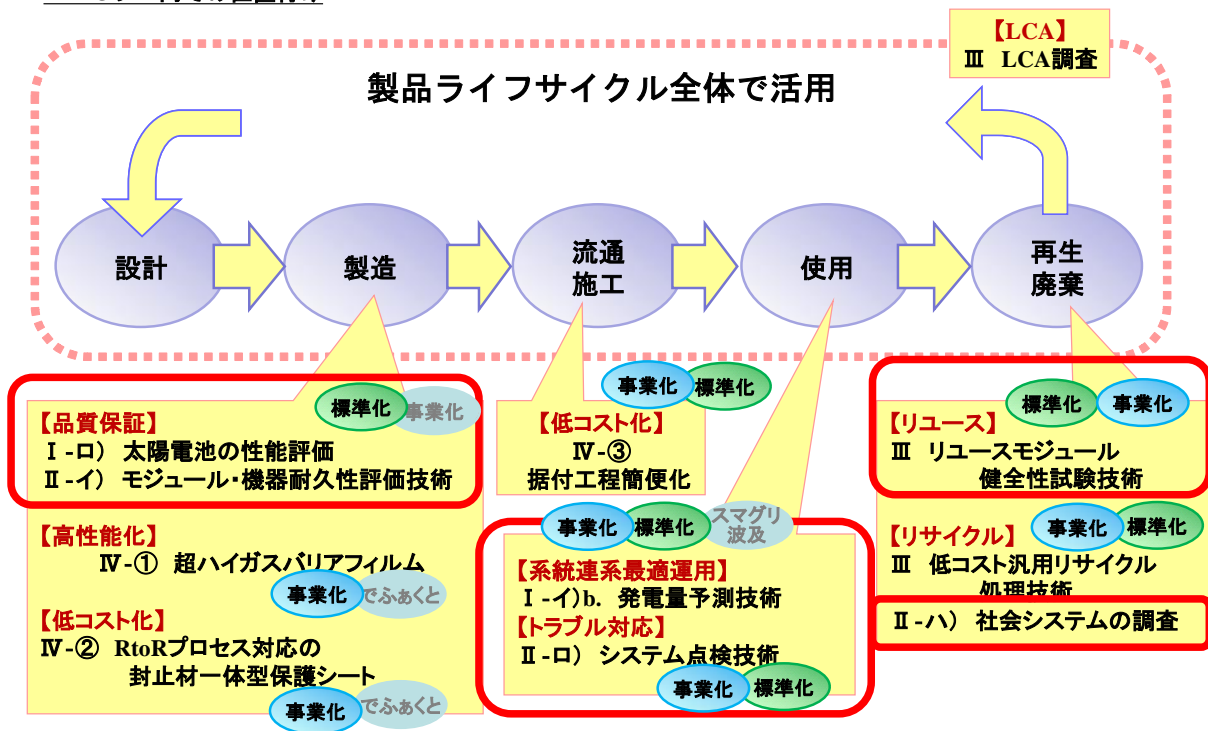 【LCA】
Ⅲ LCA調査
製品ライフサイクル全体で活用
設計
製造
流通
施工
使用
再生
廃棄
標準化
事業化
【品質保証】
Ⅰ-ロ) 太陽電池の性能評価
Ⅱ-イ) モジュール・機器耐久性評価技術
【高性能化】
Ⅳ-① 超ハイガスバリアフィルム
事業化
でふぁくと
【低コスト化】
Ⅳ-② RtoRプロセス対応の
封止材一体型保護シート
事業化
でふぁくと
事業化
標準化
【低コスト化】
Ⅳ-③
据付工程簡便化
事業化
標準化
スマグリ
波及
【系統連系最適運用】
Ⅰ-イ)b. 発電量予測技術
【トラブル対応】
Ⅱ-ロ) システム点検技術
事業化
標準化
標準化
事業化
【リユース】
Ⅲ リユースモジュール
健全性試験技術
【リサイクル】
事業化
標準化
Ⅲ 低コスト汎用リサイクル
処理技術
Ⅱ-ハ) 社会システムの調査